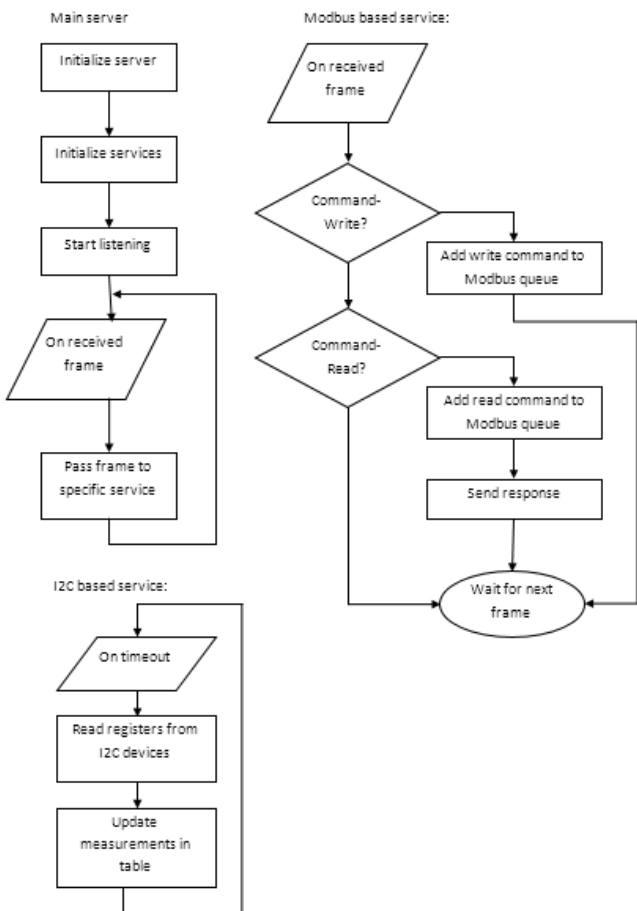 Main server
Initialize server
Initialize services
Start listening
On received
frame
Pass frame to
specific service
Modbus based service:
On received
frame
Command-
Write?
Add write command to
Modbus queue
Command-
Read?
Add read command to
Modbus queue
Send response
Wait for next
frame
I2C based service:
On timeout
Read registers from
I2C devices
Update
measurements in
table